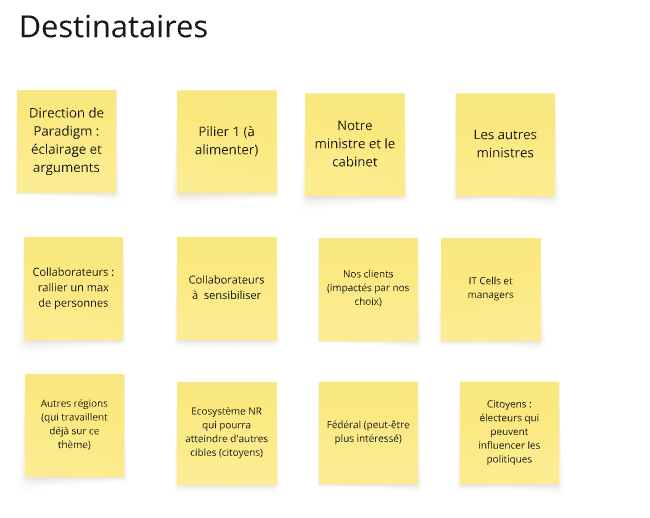 Destinataires
Direction de
Paradigm :
éclairage et
arguments
Pilier 1 (à
alimenter)
Notre
ministre et le
cabinet
Les autres
ministres
Collaborateurs :
rallier un max
de personnes
Collaborateurs
à sensibiliser
Nos clients
(impactés par nos
choix)
IT Cells et
managers
Autres régions
(qui travaillent
déjà sur ce
thème)
Ecosystème NR
qui pourra
atteindre d'autres
cibles (citoyens)
Fédéral (peut-être
plus intéressé)
Citoyens :
électeurs qui
peuvent
influencer les
politiques